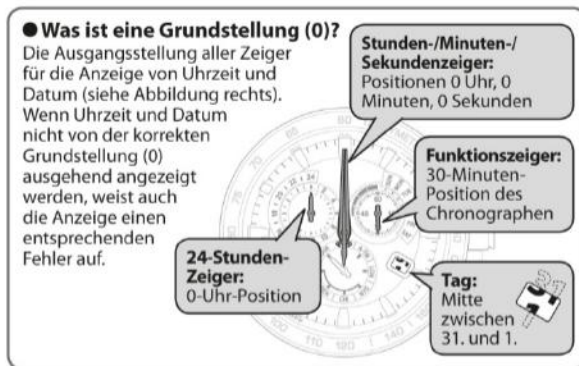 ● Was ist eine Grundstellung (0)?
Die Ausgangsstellung aller Zeiger
für die Anzeige von Uhrzeit und
Datum (siehe Abbildung rechts).
Wenn Uhrzeit und Datum
nicht von der korrekten
Grundstellung (0)
ausgehend angezeigt
werden, weist auch
die Anzeige einen
entsprechenden
Fehler auf.
Stunden-/Minuten-/
Sekundenzeiger:
Positionen 0 Uhr, 0
Minuten, 0 Sekunden
Funktionszeiger:
30-Minuten-
Position des
Chronographen
24-Stunden-
Zeiger:
0-Uhr-Position
Tag:
Mitte
zwischen
31. und 1.